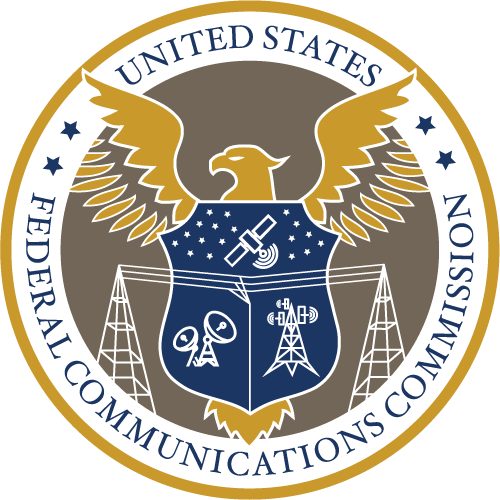 UNITED STATES
FEDERAL COMMUNICATIONS COMMISSION